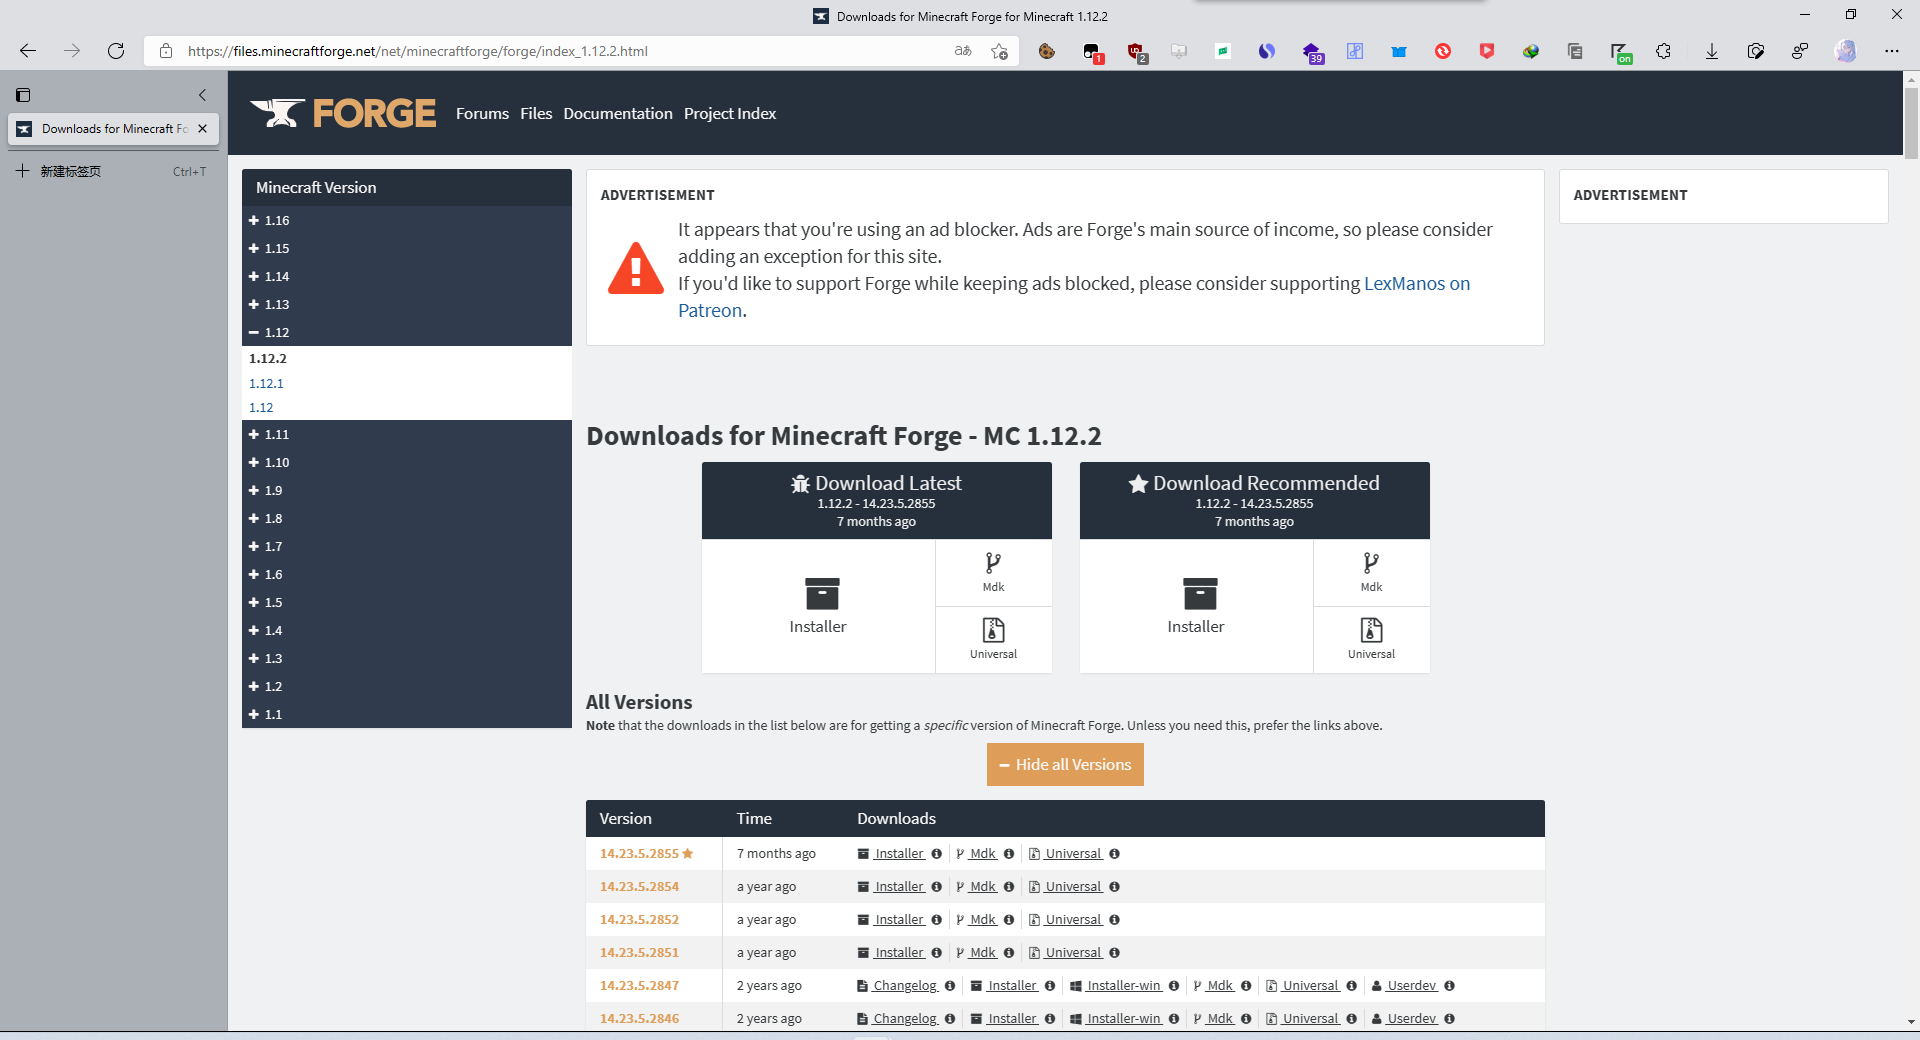 Downloads for Minecraft Forge for Minecraft 1.12.2
https://files.minecraftforge.net/net/minecraftforge/forge/index_1.12.2.html
aあ
1
2
39
on
Downloads for Minecraft Fo
新建标签页 Ctrl+T
FORGE
Forums Files Documentation Project Index
Minecraft Version
1.16
1.15
1.14
1.13
1.12
1.12.2
1.12.1
1.12
1.11
1.10
1.9
1.8
1.7
1.6
1.5
1.4
1.3
1.2
1.1
ADVERTISEMENT
It appears that you're using an ad blocker. Ads are Forge's main source of income, so please consider
adding an exception for this site.
If you'd like to support Forge while keeping ads blocked, please consider supporting LexManos on
Patreon.
ADVERTISEMENT
Downloads for Minecraft Forge - MC 1.12.2
Download Latest
1.12.2 - 14.23.5.2855
7 months ago
Installer
Mdk
Universal
Download Recommended
1.12.2 - 14.23.5.2855
7 months ago
Installer
Mdk
Universal
All Versions
Note that the downloads in the list below are for getting a specific version of Minecraft Forge. Unless you need this, prefer the links above.
Hide all Versions
Version Time Downloads
14.23.5.2855 7 months ago Installer Mdk Universal
14.23.5.2854 a year ago Installer Mdk Universal
14.23.5.2852 a year ago Installer Mdk Universal
14.23.5.2851 a year ago Installer Mdk Universal
14.23.5.2847 2 years ago Changelog Installer Installer-win Mdk Universal Userdev
14.23.5.2846 2 years ago Changelog Installer Installer-win Mdk Universal Userdev